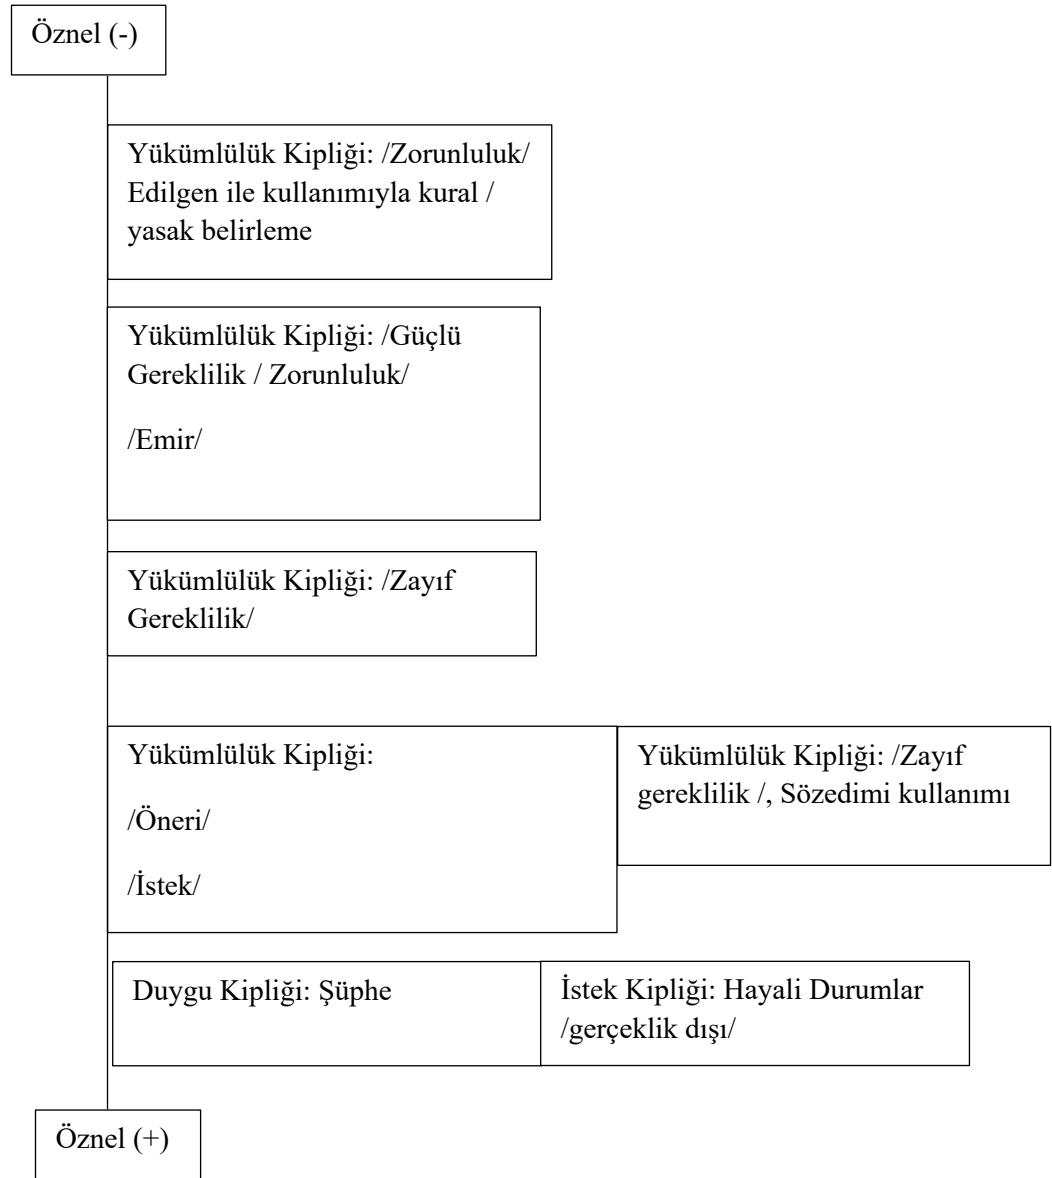 Öznel (-)
Yükümlülük Kipliği: /Zorunluluk/
Edilgen ile kullanımıyla kural /
yasak belirleme
Yükümlülük Kipliği: /Güçlü
Gereklilik / Zorunluluk/
/Emir/
Yükümlülük Kipliği: /Zayıf
Gereklilik/
Yükümlülük Kipliği:
/Öneri/
/İstek/
Yükümlülük Kipliği: /Zayıf
gereklilik /, Sözedimi kullanımı
Duygu Kipliği: Şüphe
İstek Kipliği: Hayali Durumlar
/gerçeklik dışı/
Öznel (+)